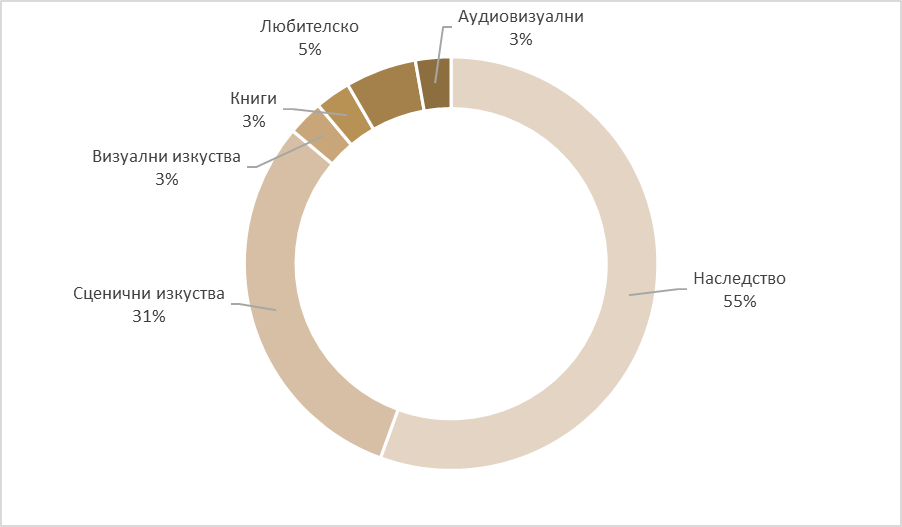 Аудиовизуални
3%
Любителско
5%
Книги
3%
Визуални изкуства
3%
Сценични изкуства
31%
Наследство
55%